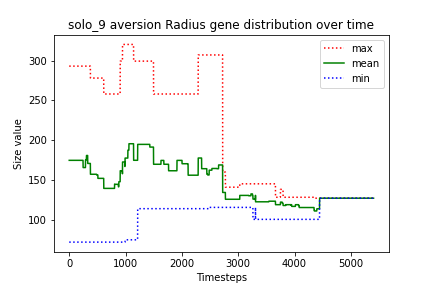 solo_9 aversion Radius gene distribution over time
max
mean
min
Size value
300
250
200
150
100
0
1000
2000
3000
4000
5000
Timesteps